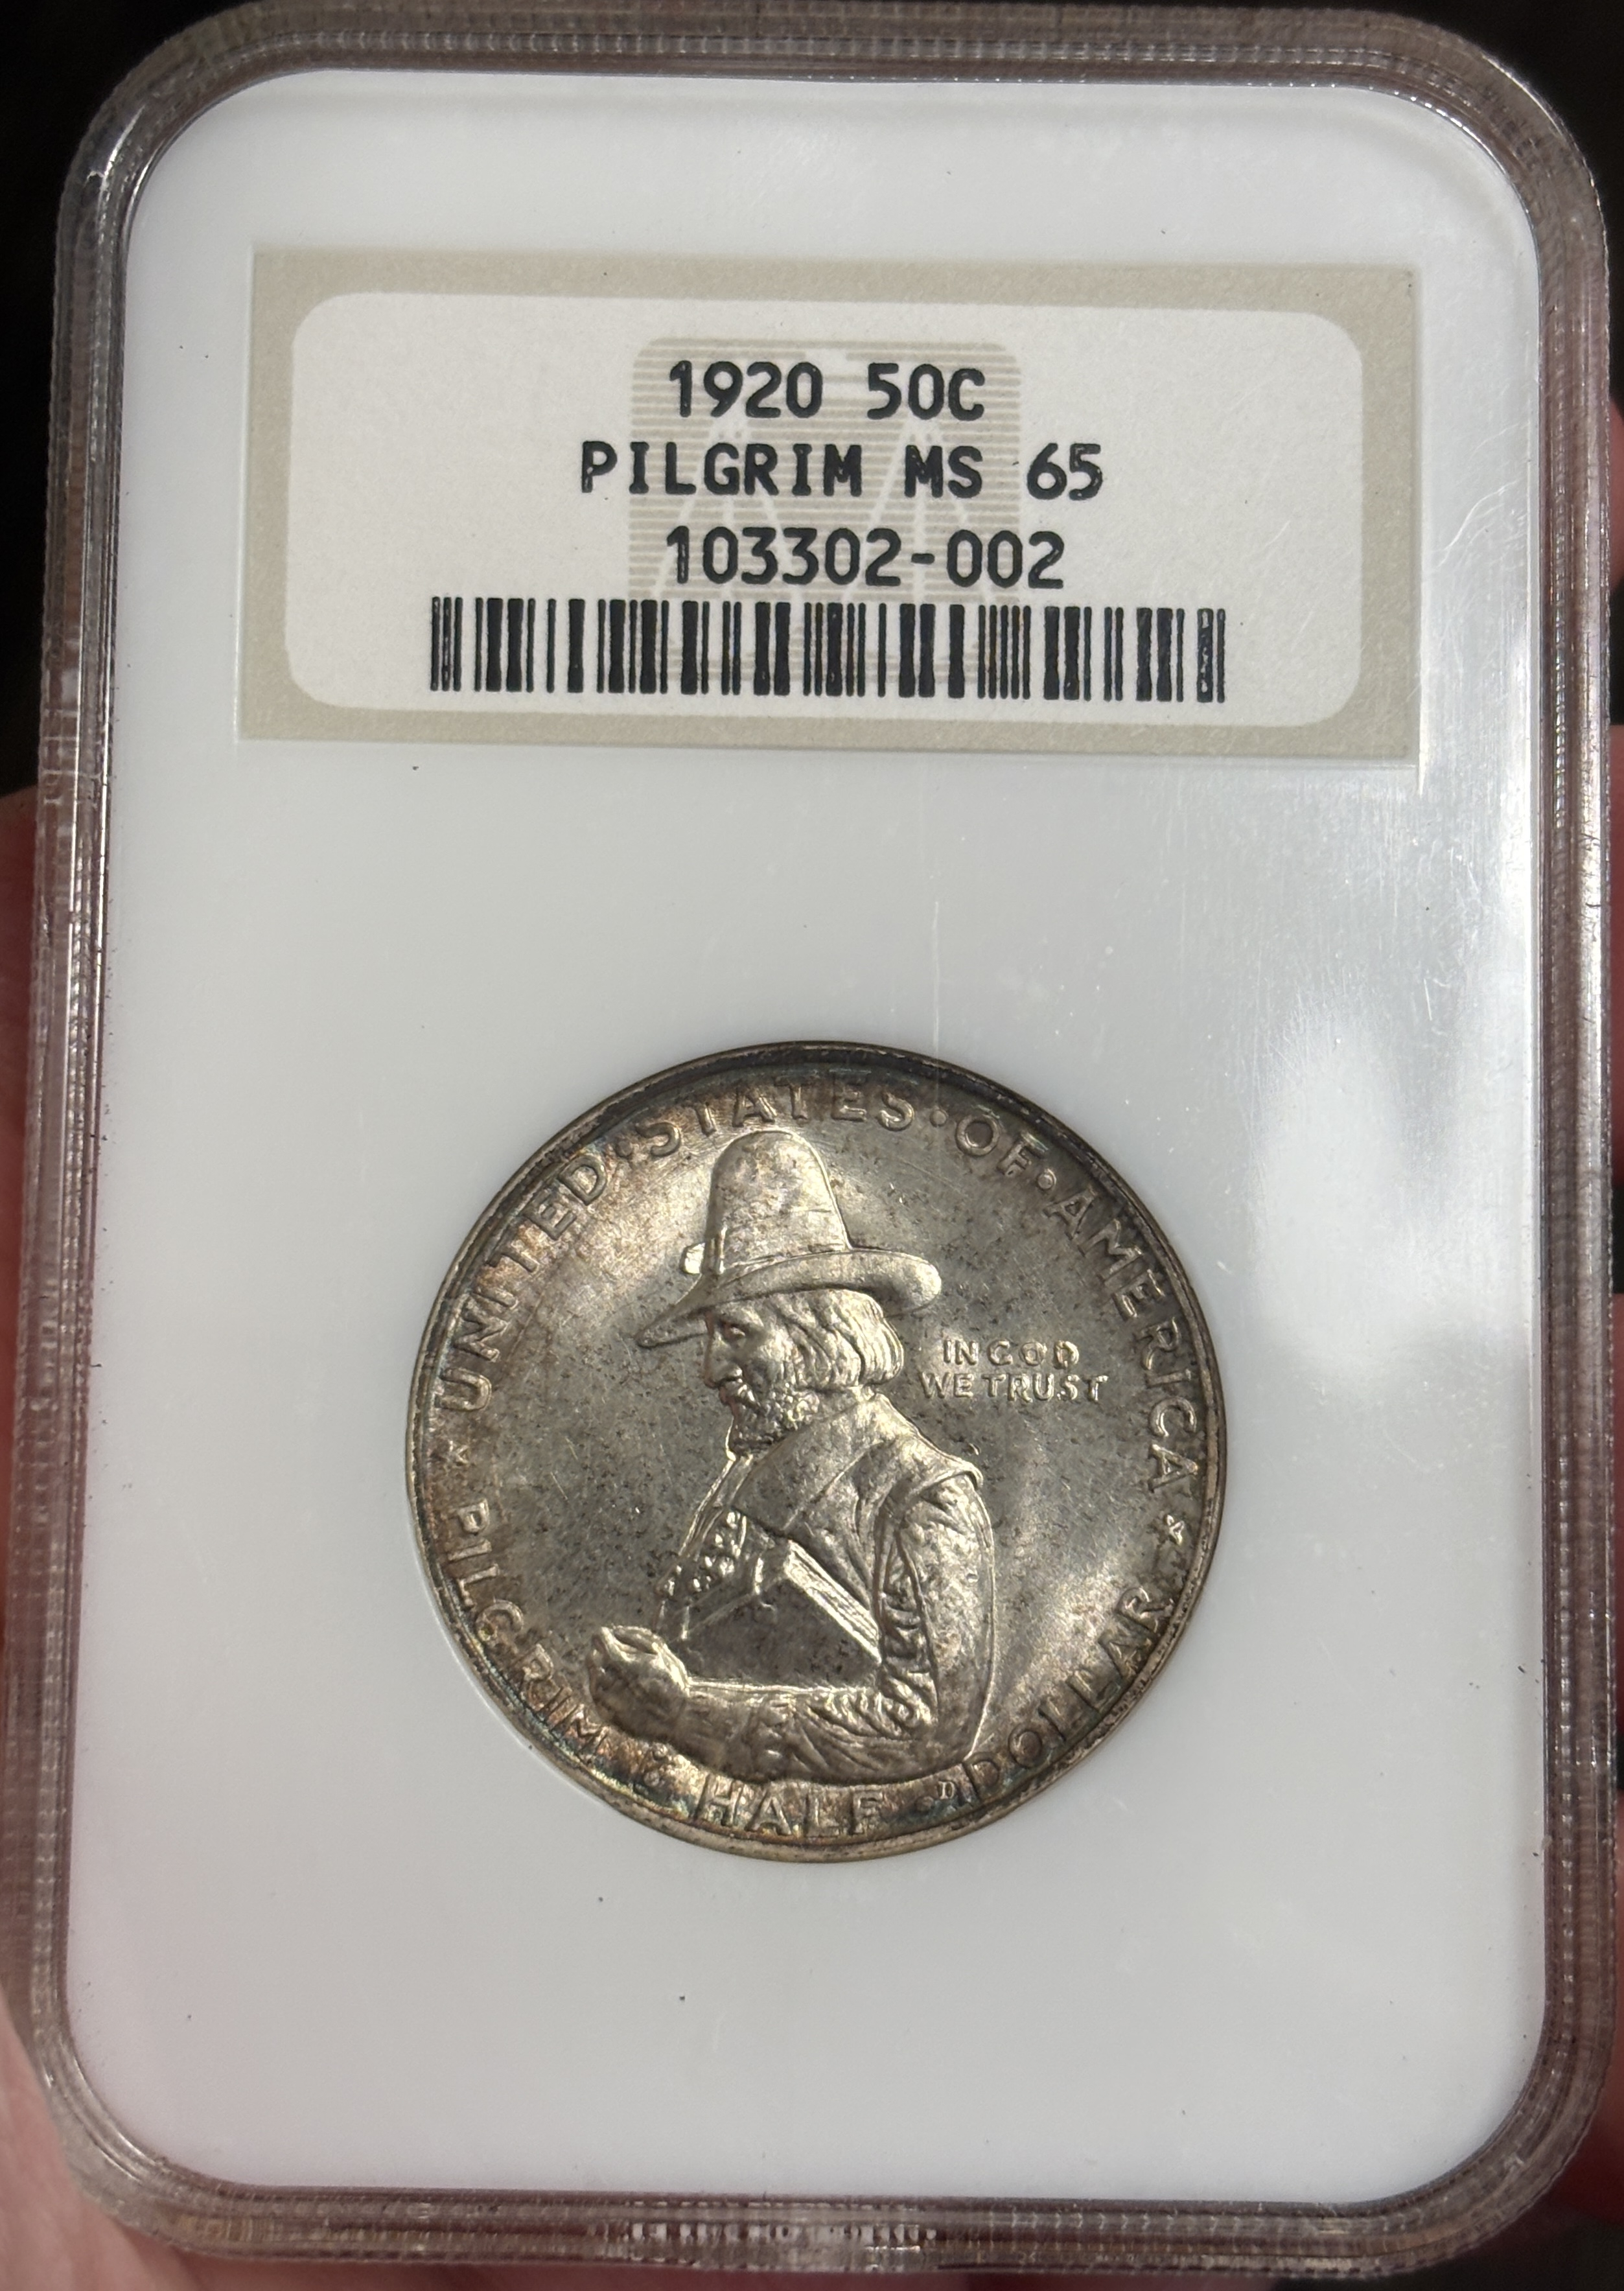 1920 50C
PILGRIM MS 65
103302-002
UNITED · STATES · OF · AMERICA
IN GOD
WE TRUST
D
PILGRIM HALF DOLLAR